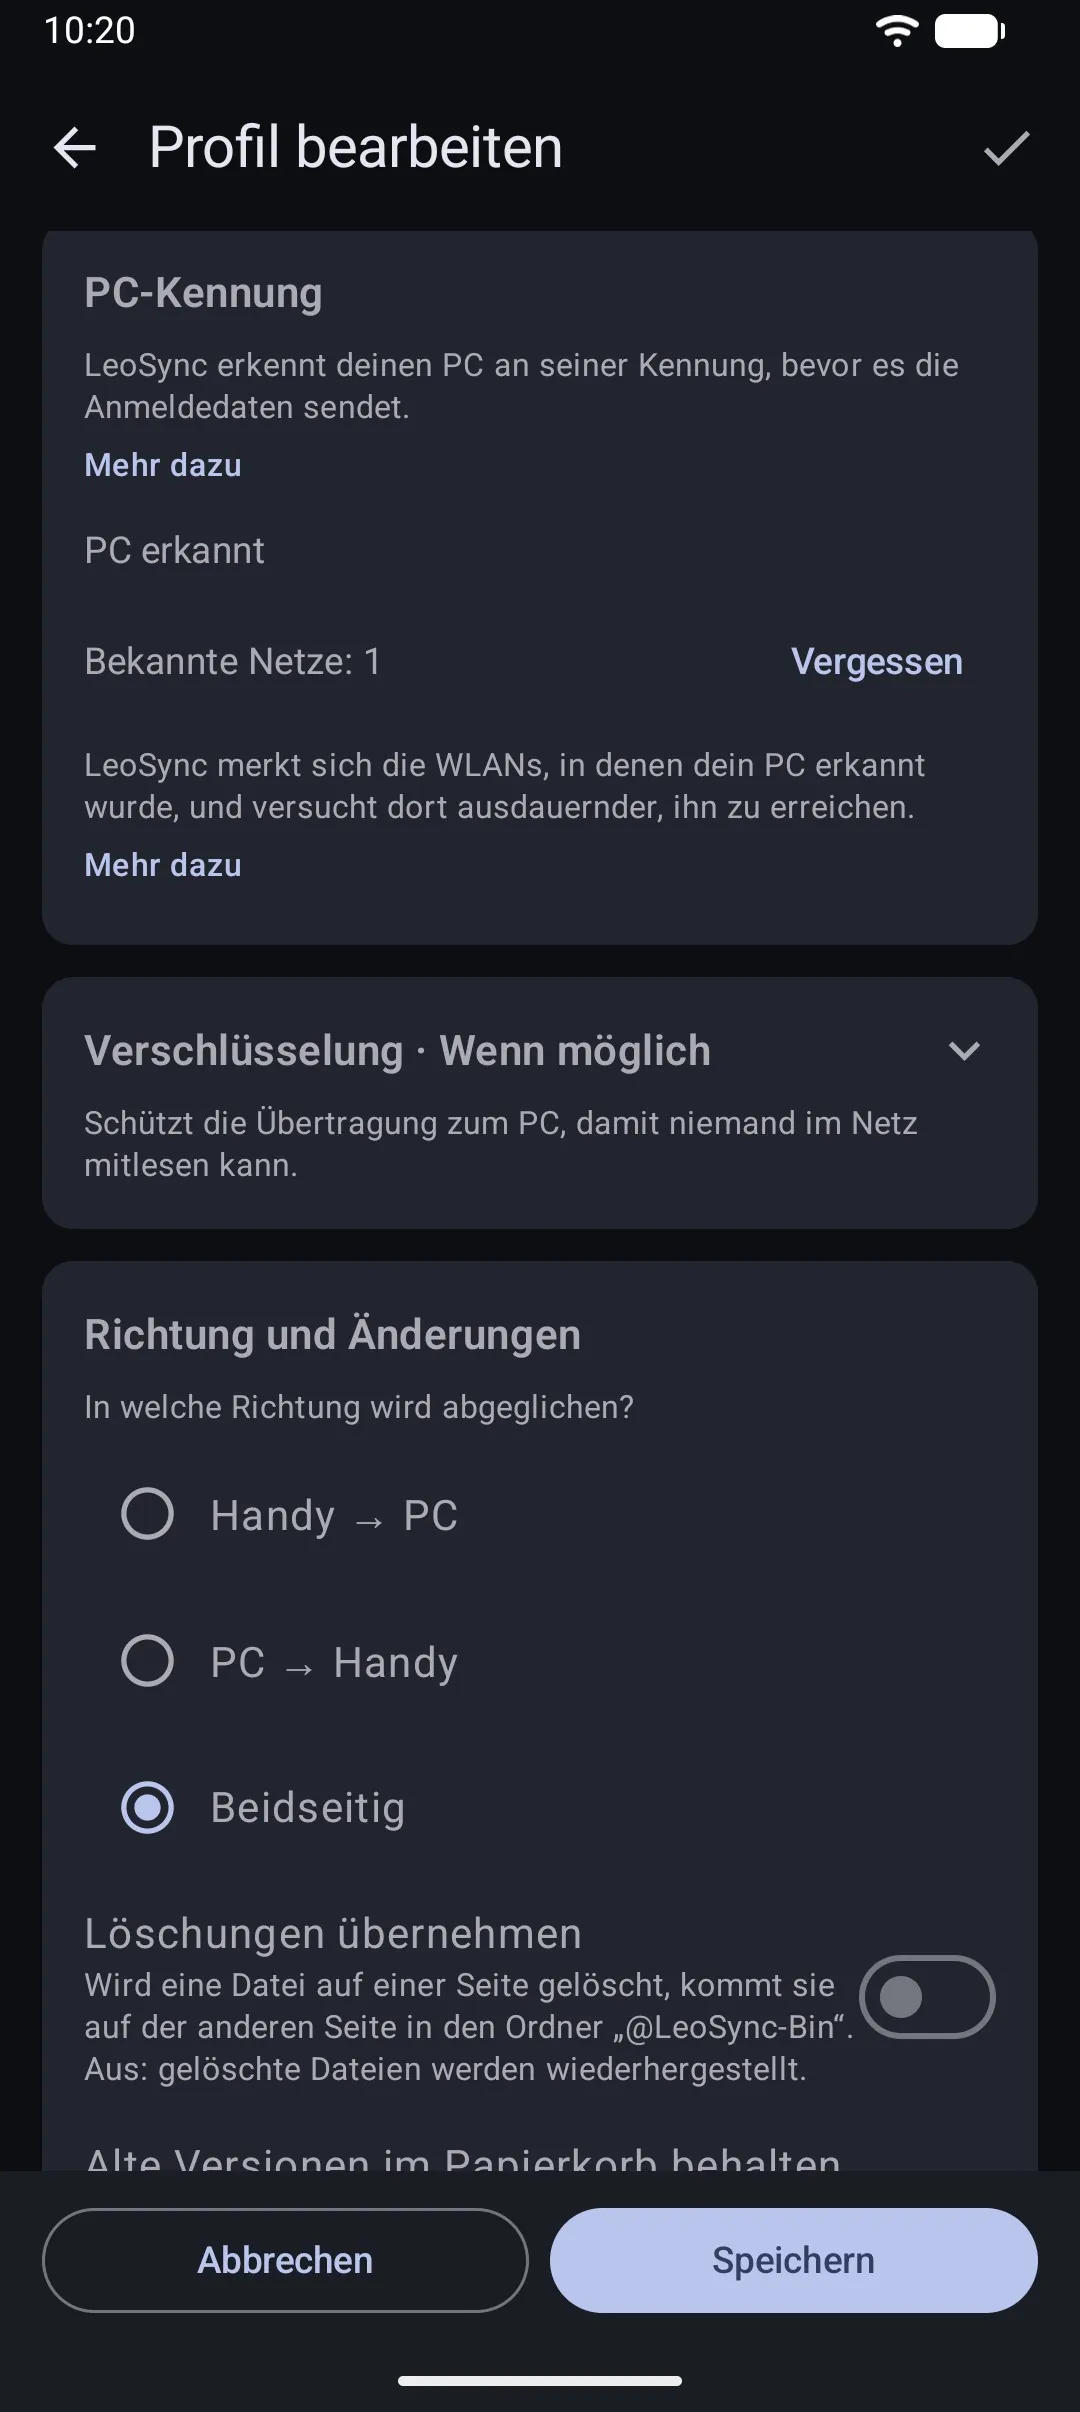 10:20
Profil bearbeiten
PC-Kennung
LeoSync erkennt deinen PC an seiner Kennung, bevor es die
Anmeldedaten sendet.
Mehr dazu
PC erkannt
Bekannte Netze: 1
Vergessen
LeoSync merkt sich die WLANs, in denen dein PC erkannt
wurde, und versucht dort ausdauernder, ihn zu erreichen.
Mehr dazu
Verschlüsselung · Wenn möglich
Schützt die Übertragung zum PC, damit niemand im Netz
mitlesen kann.
Richtung und Änderungen
In welche Richtung wird abgeglichen?
Handy → PC
PC → Handy
Beidseitig
Löschungen übernehmen
Wird eine Datei auf einer Seite gelöscht, kommt sie
auf der anderen Seite in den Ordner „@LeoSync-Bin“.
Aus: gelöschte Dateien werden wiederhergestellt.
Alte Versionen im Papierkorb behalten
Abbrechen
Speichern